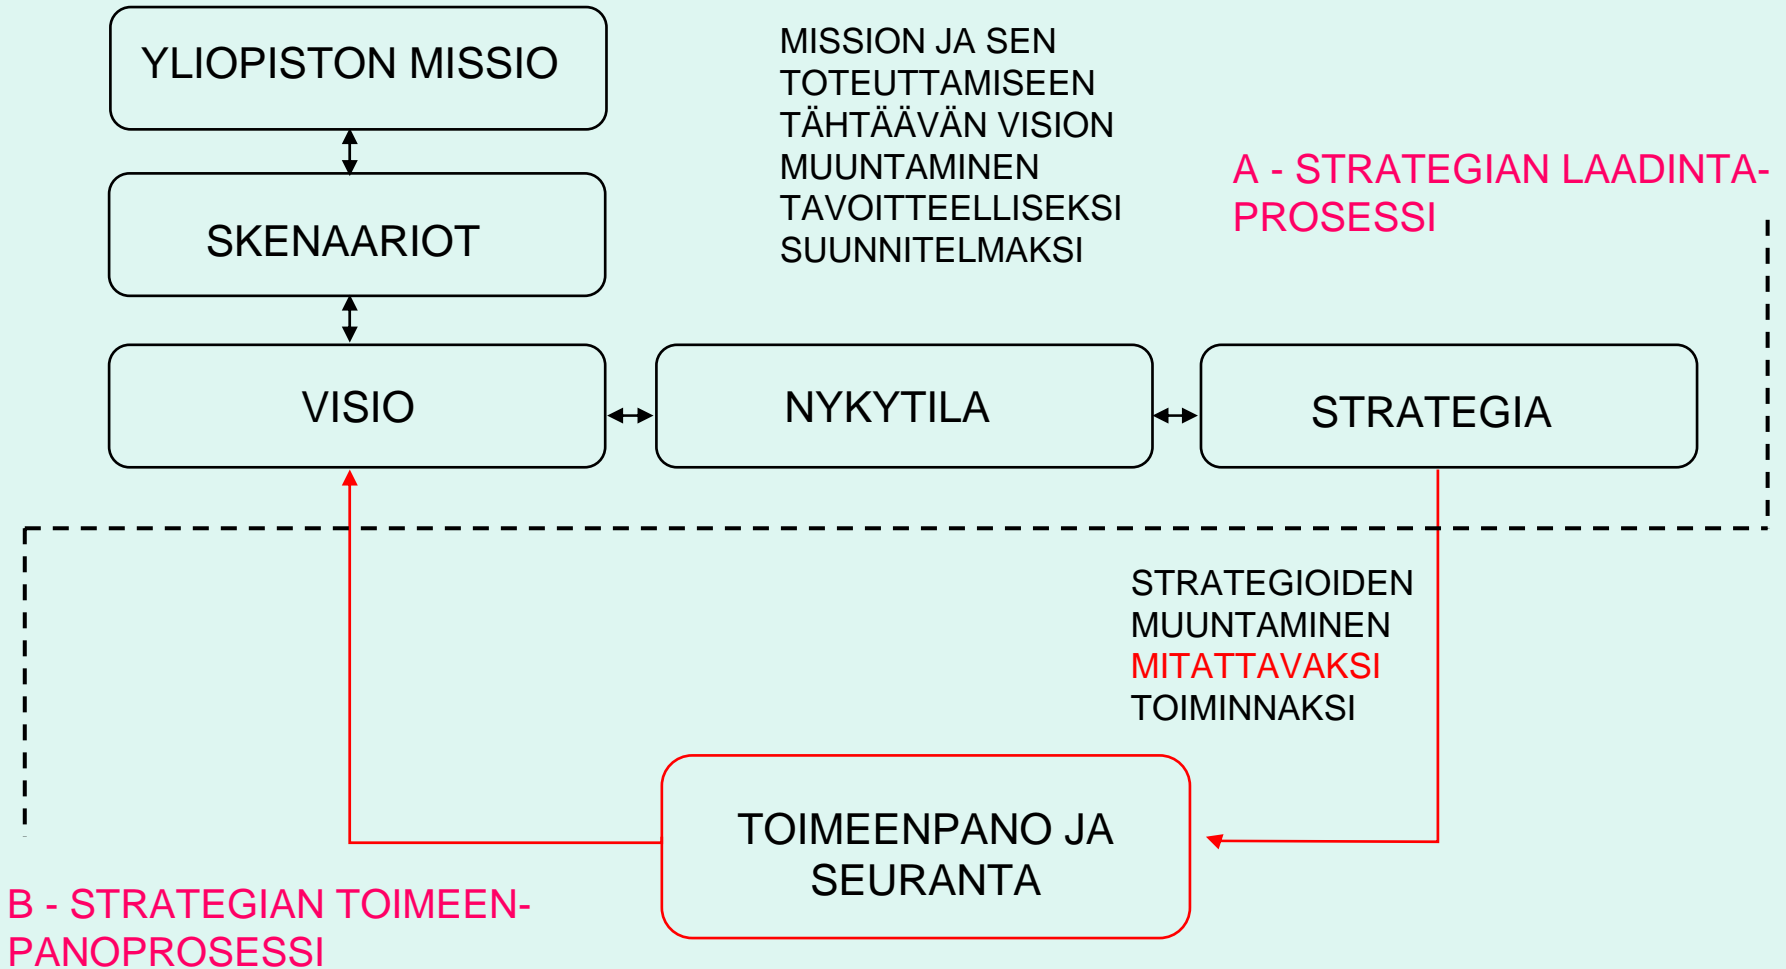 YLIOPISTON MISSIO
MISSION JA SEN
TOTEUTTAMISEEN
TÄHTÄÄVÄN VISION
MUUNTAMINEN
TAVOITTEELLISEKSI
SUUNNITELMAKSI
A - STRATEGIAN LAADINTA-
PROSESSI
SKENAARIOT
VISIO
NYKYTILA
STRATEGIA
STRATEGIOIDEN
MUUNTAMINEN
MITATTAVAKSI
TOIMINNAKSI
TOIMEENPANO JA
SEURANTA
B - STRATEGIAN TOIMEEN-
PANOPROSESSI